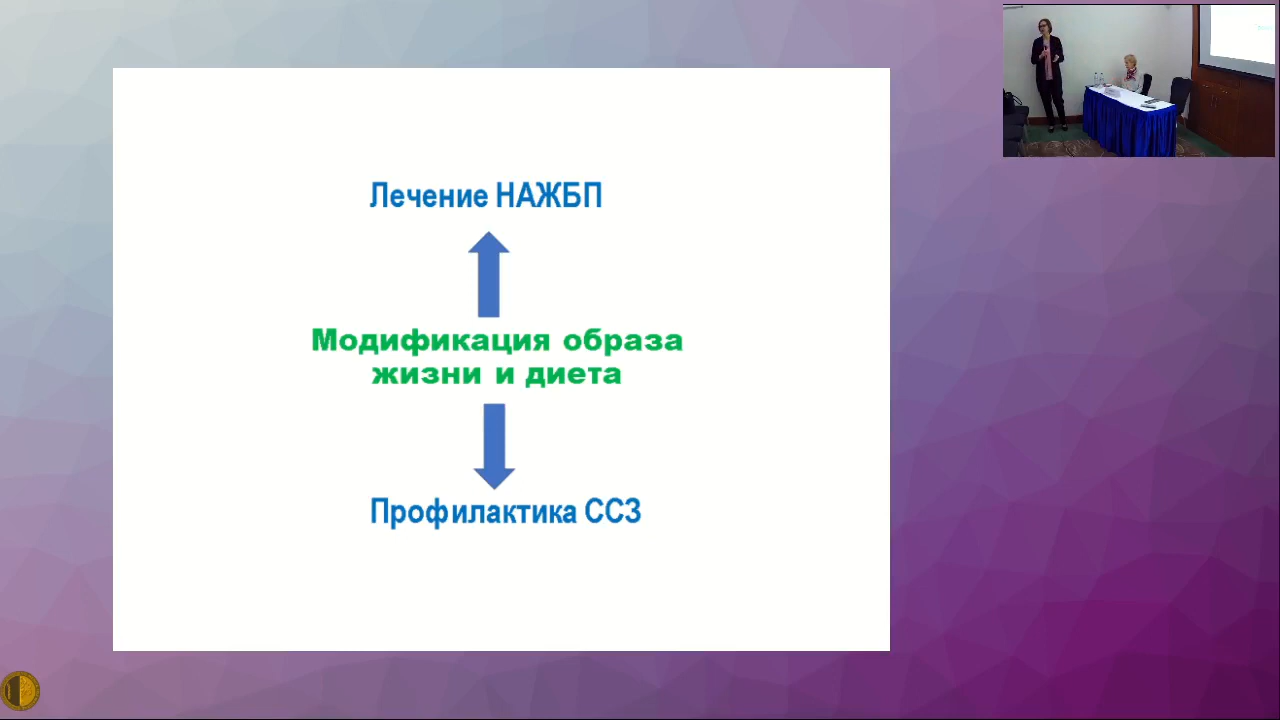 Лечение НАЖБП
Модификация образа
жизни и диета
Профилактика ССЗ